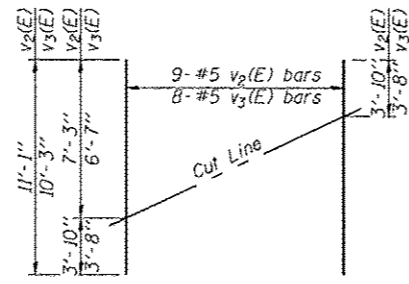 v₂(E)
v₃(E)
v₂(E)
v₃(E)
v₂(E)
v₃(E)
9- #5 v₂(E) bars
8- #5 v₃(E) bars
3'-10"
3'-8"
11'-1"
10'-3"
7'-3"
6'-7"
Cut Line
3'-10"
3'-8"